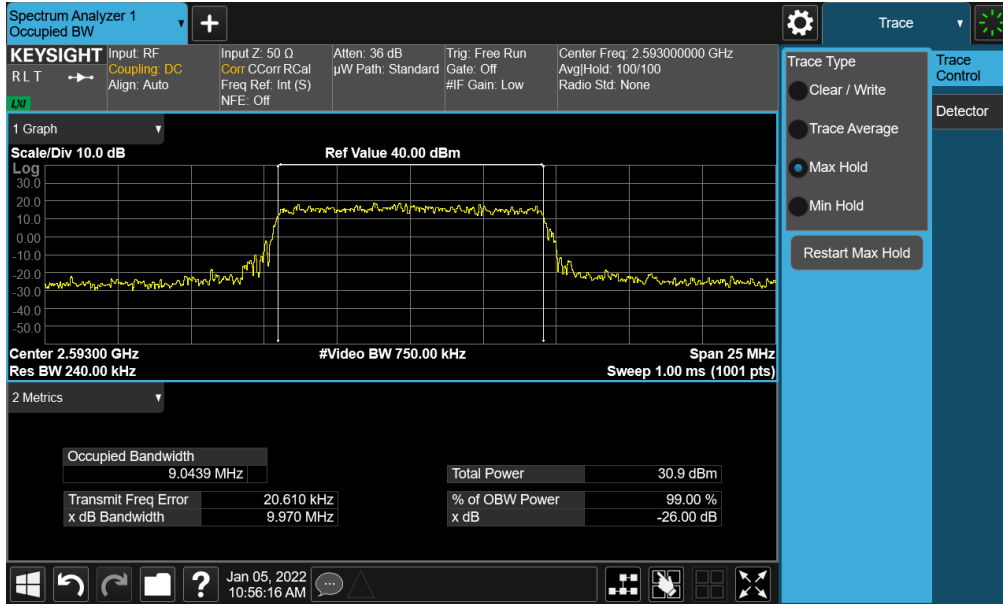 Spectrum Analyzer 1
Occupied BW
Trace
KEYSIGHT
R L T
LXI
Input: RF
Coupling: DC
Align: Auto
Input Z: 50 Ω
Corr CCorr RCal
Freq Ref: Int (S)
NFE: Off
Atten: 36 dB
µW Path: Standard
Trig: Free Run
Gate: Off
#IF Gain: Low
Center Freq: 2.593000000 GHz
Avg|Hold: 100/100
Radio Std: None
Trace Type
Clear / Write
Trace Average
Max Hold
Min Hold
Restart Max Hold
Trace
Control
Detector
1 Graph
Scale/Div 10.0 dB
Ref Value 40.00 dBm
Log
30.0
20.0
10.0
0.00
-10.0
-20.0
-30.0
-40.0
-50.0
Center 2.59300 GHz
#Video BW 750.00 kHz
Span 25 MHz
Res BW 240.00 kHz
Sweep 1.00 ms (1001 pts)
2 Metrics
Occupied Bandwidth
9.0439 MHz
Total Power 30.9 dBm
Transmit Freq Error 20.610 kHz
% of OBW Power 99.00 %
x dB Bandwidth 9.970 MHz
x dB -26.00 dB
?
Jan 05, 2022
10:56:16 AM